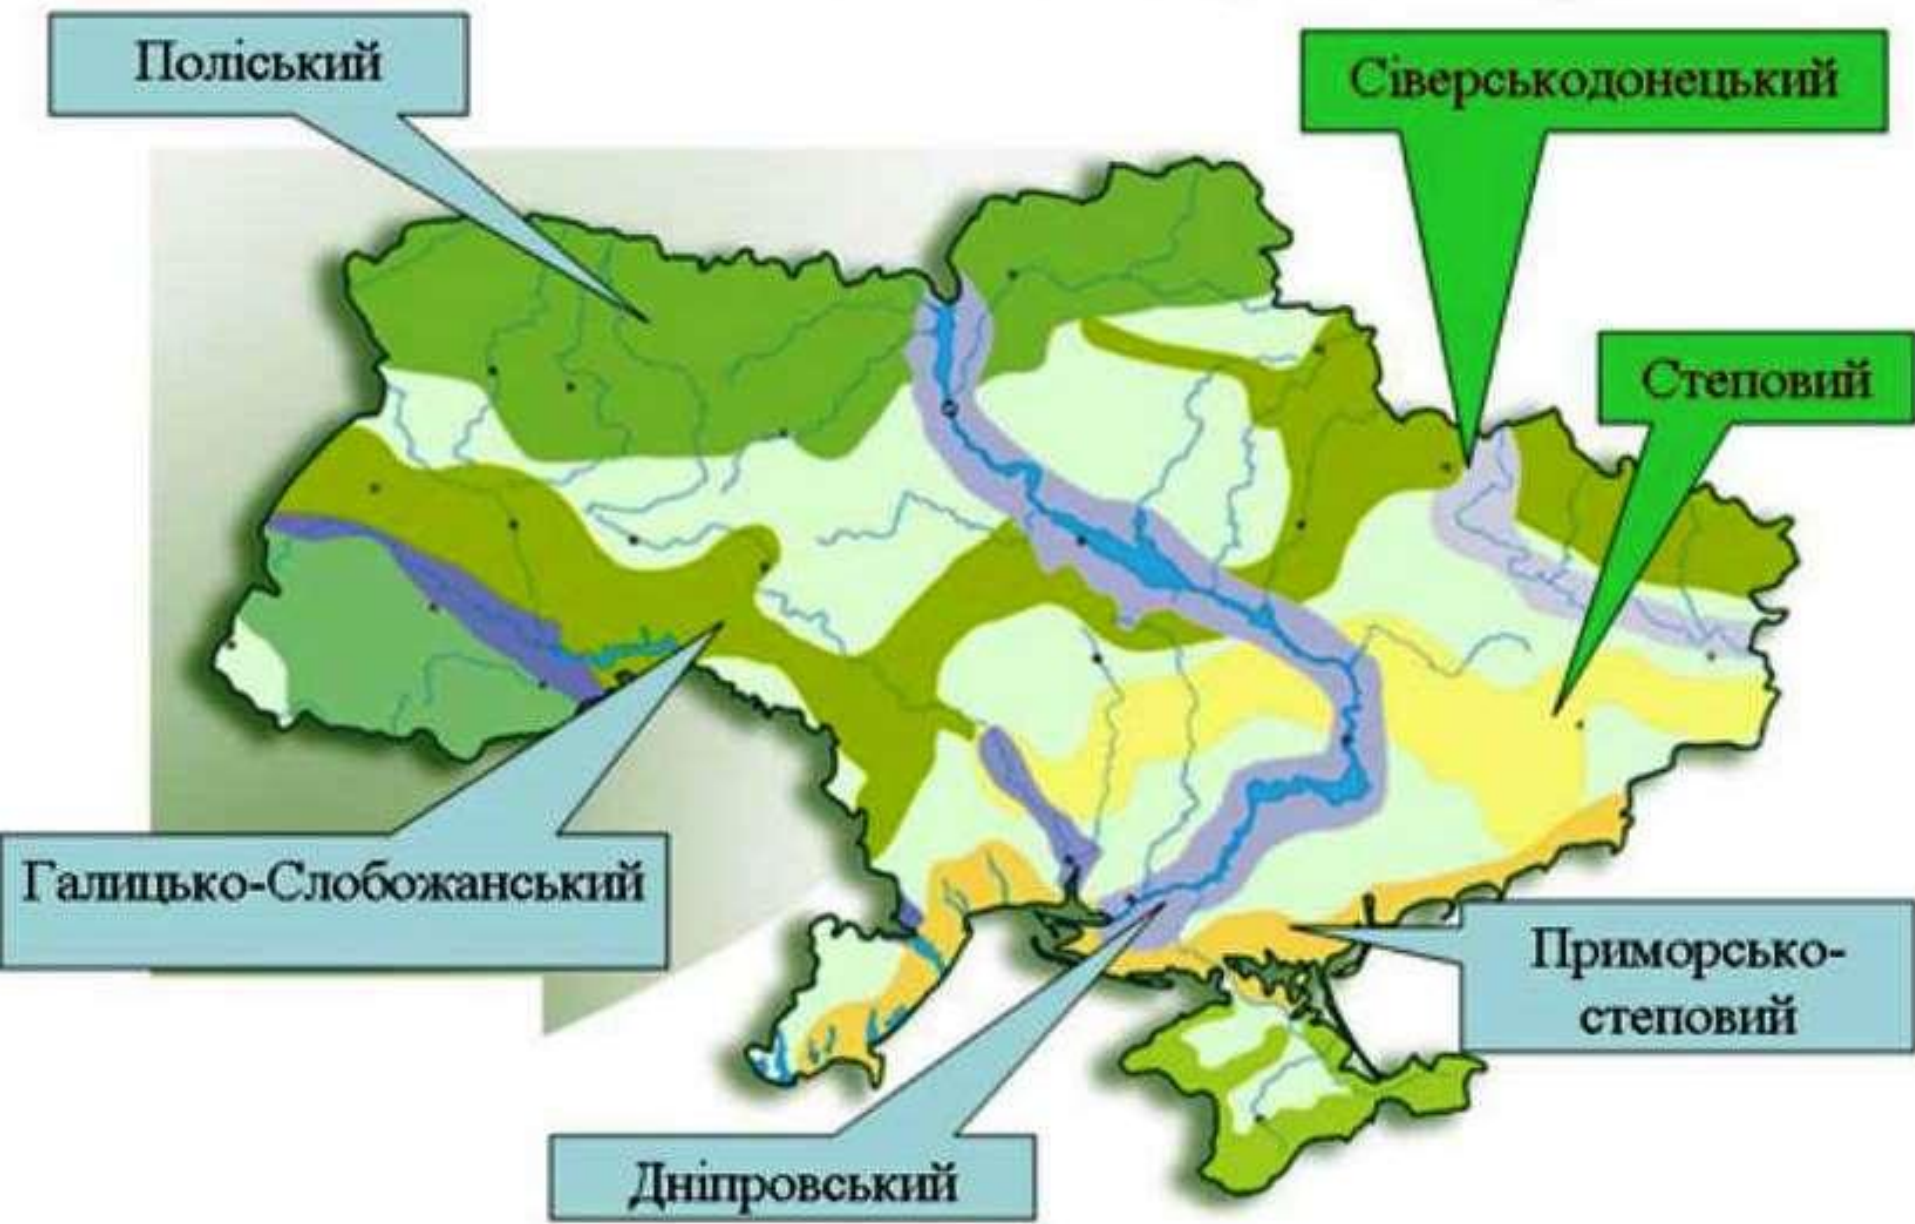 Поліський
Сіверськодонецький
Степовий
Галицько-Слобожанський
Приморсько-
степовий
Дніпровський